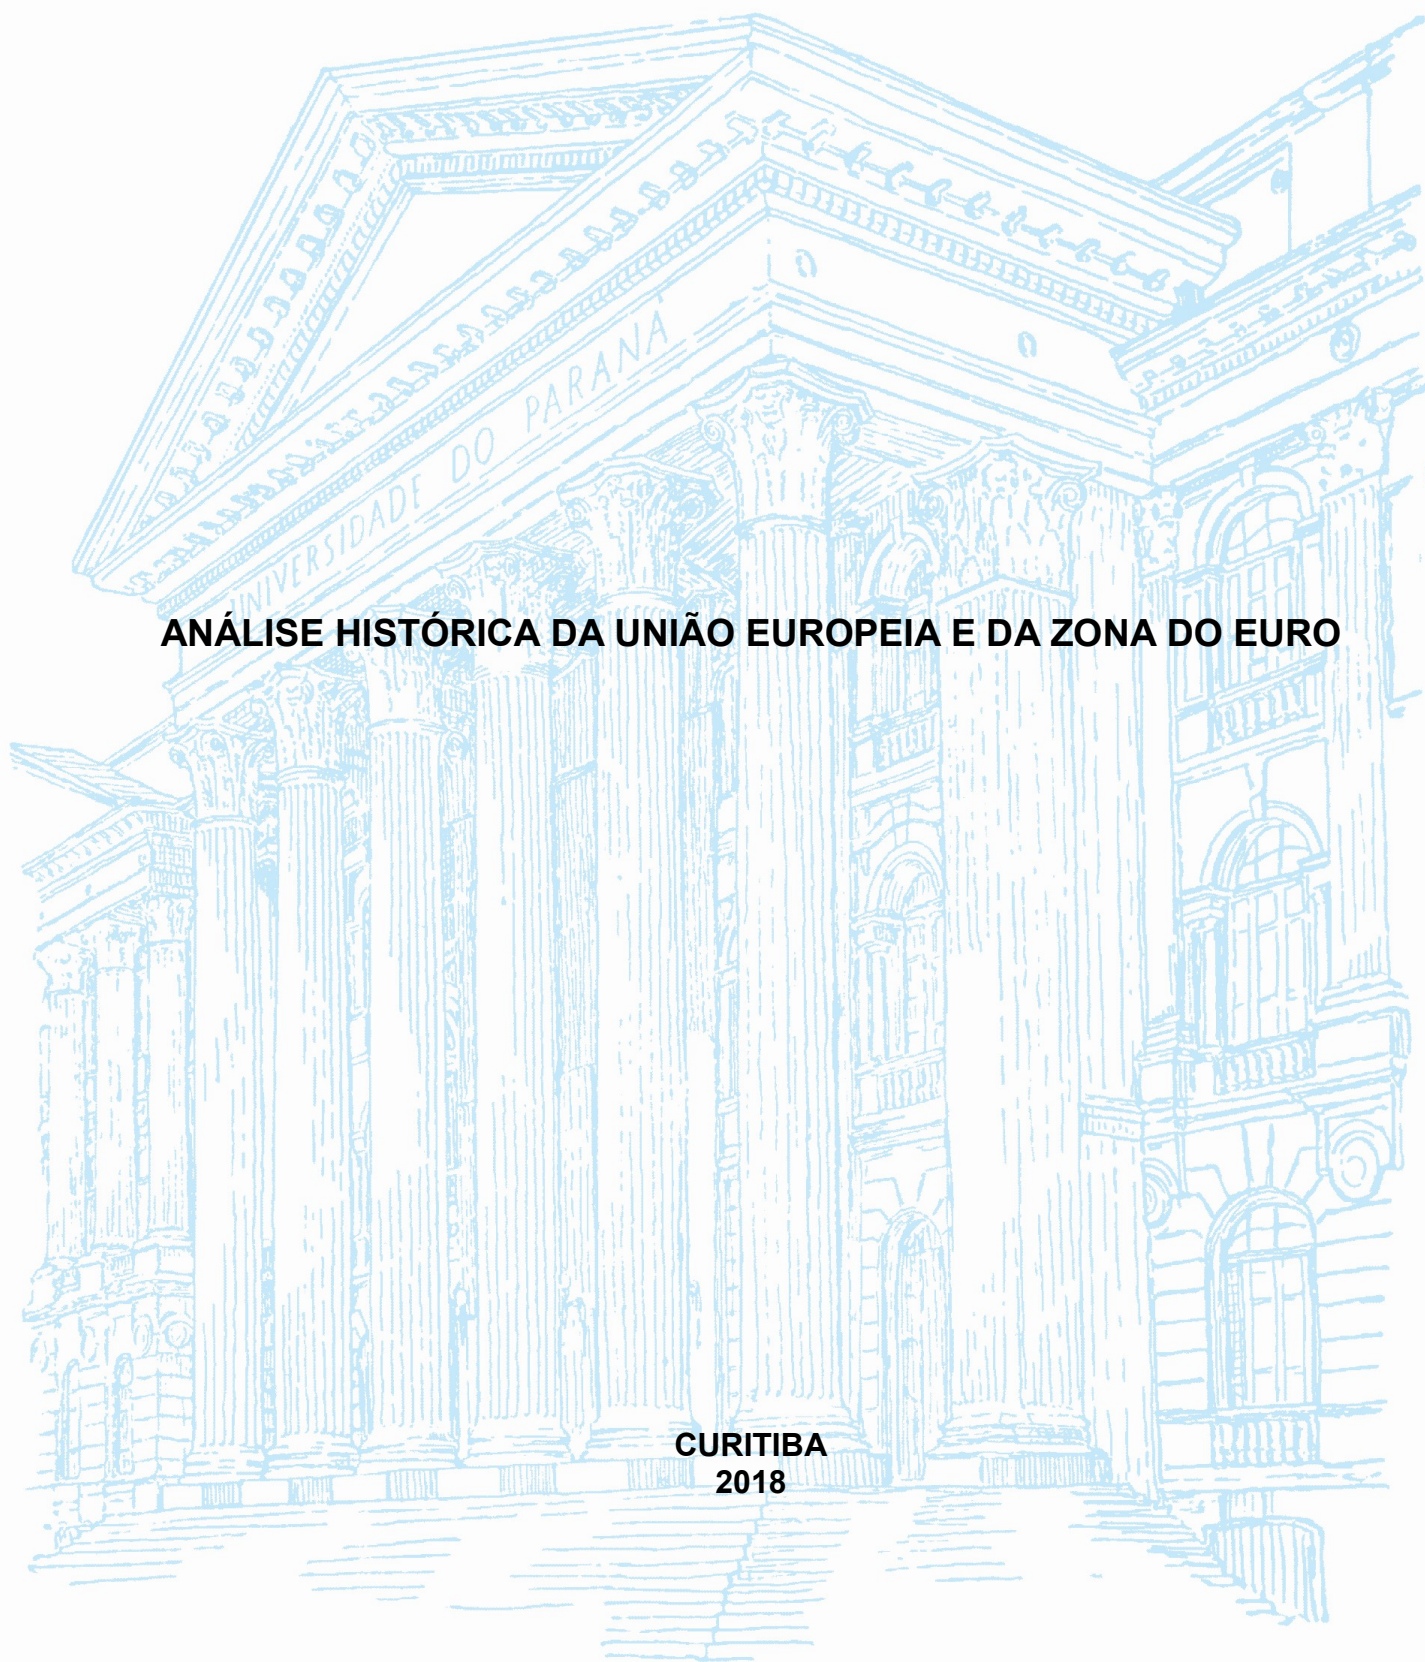 UNIVERSIDADE DO PARANÁ
ANÁLISE HISTÓRICA DA UNIÃO EUROPEIA E DA ZONA DO EURO
CURITIBA
2018